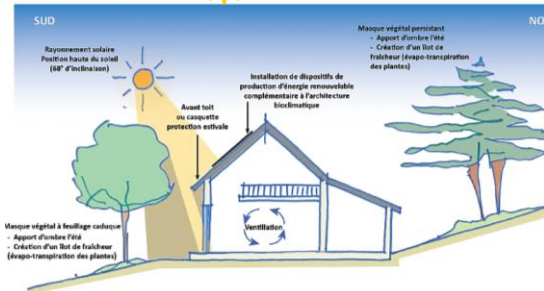 SUD
NO
Rayonnement solaire
Position haute du soleil
(68° d'inclinaison)
Avant toit
ou casquette
protection estivale
Installation de dispositifs de
production d'énergie renouvelable
complémentaire à l'architecture
bioclimatique
Masque végétal persistant
- Apport d'ombre l'été
- Création d'un îlot de
fraîcheur (évapo-transpiration
des plantes)
Ventillation
Masque végétal à feuillage caduque
- Apport d'ombre l'été
- Création d'un îlot de fraîcheur
(évapo-transpiration des plantes)